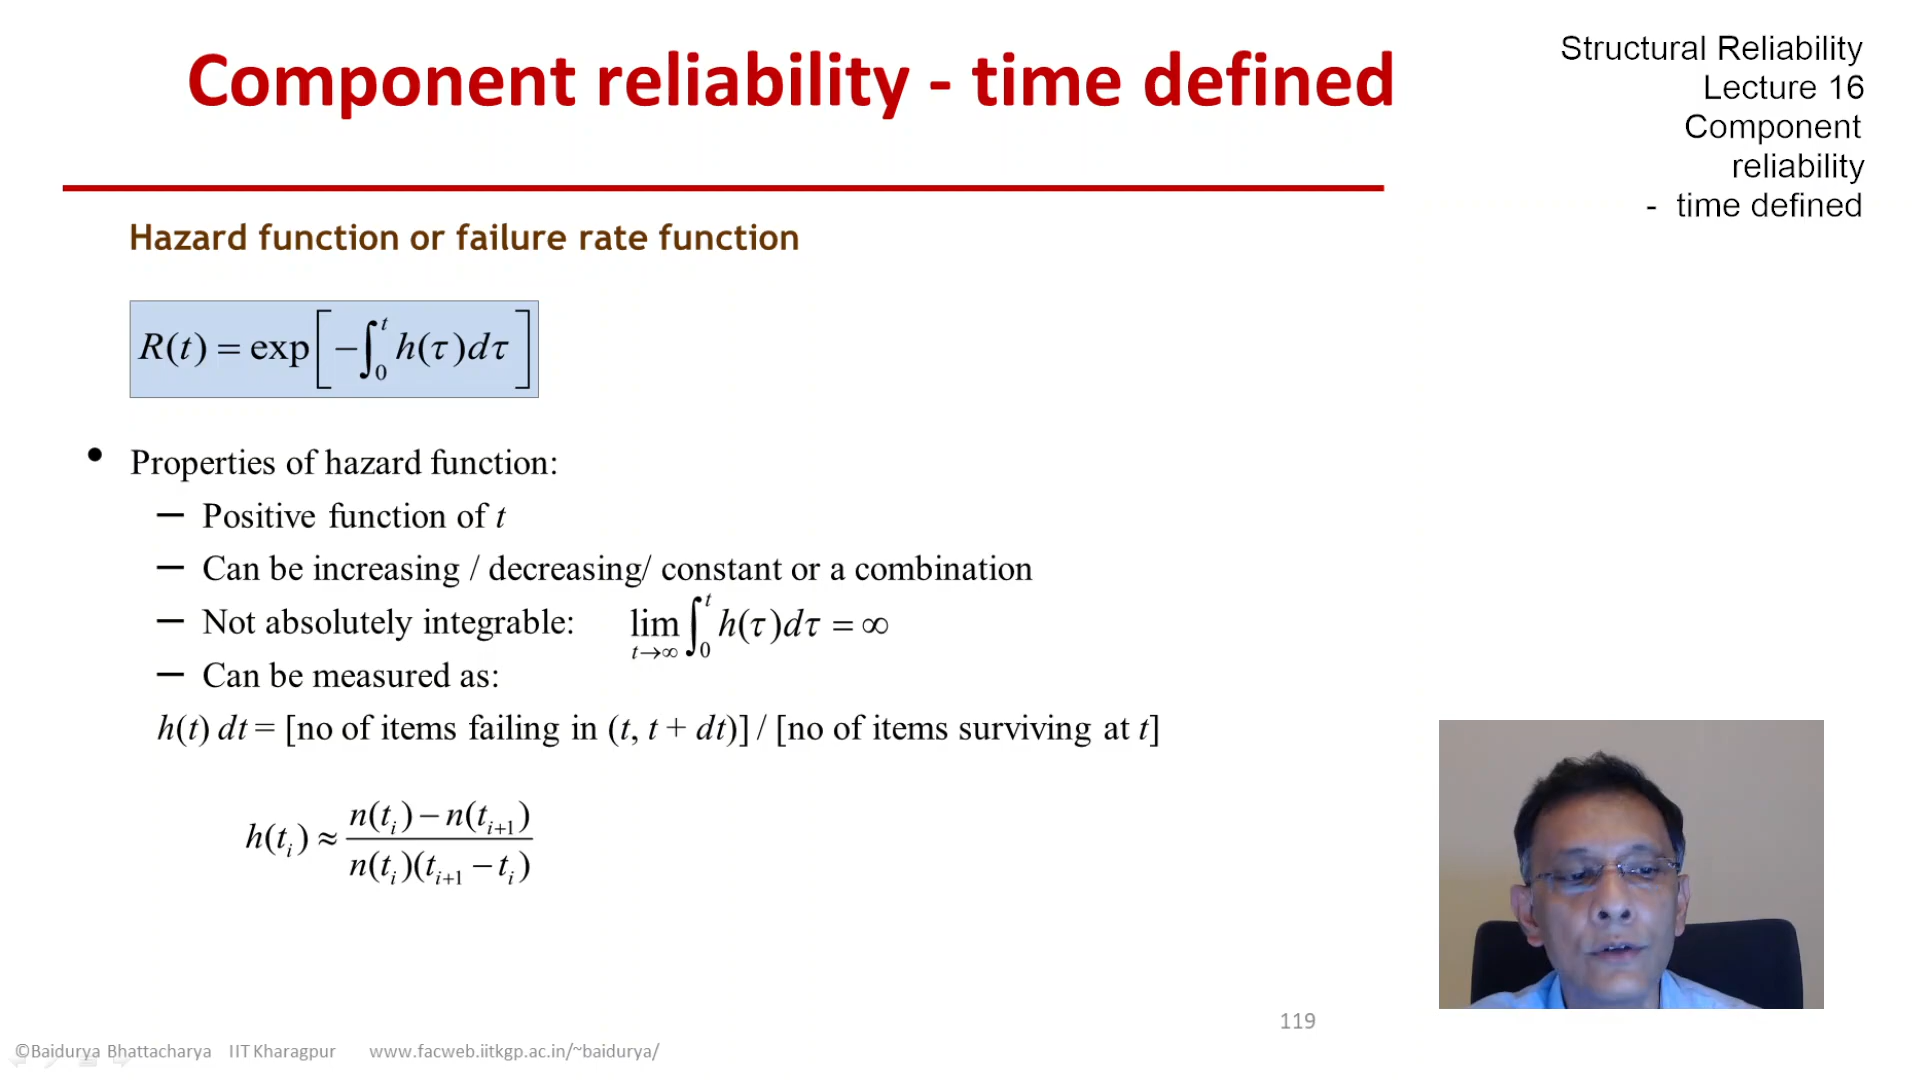 Component reliability - time defined
Structural Reliability
Lecture 16
Component
reliability
- time defined
Hazard function or failure rate function
R(t) = exp[ −∫₀ᵗ h(τ)dτ ]
• Properties of hazard function:
– Positive function of t
– Can be increasing / decreasing/ constant or a combination
– Not absolutely integrable: lim t→∞ ∫₀ᵗ h(τ)dτ = ∞
– Can be measured as:
h(t) dt = [no of items failing in (t, t + dt)] / [no of items surviving at t]
h(tᵢ) ≈ n(tᵢ) − n(tᵢ₊₁) / n(tᵢ)(tᵢ₊₁ − tᵢ)
119
©Baidurya Bhattacharya IIT Kharagpur www.facweb.iitkgp.ac.in/~baidurya/